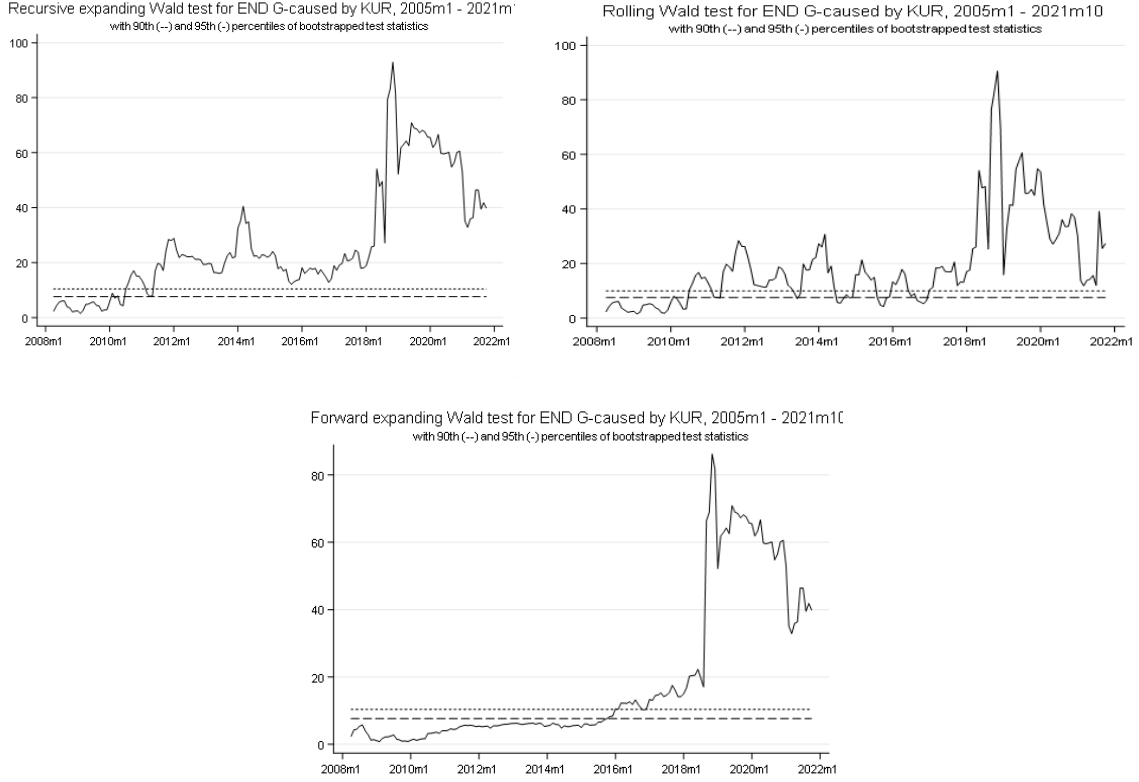 Recursive expanding Wald test for END G-caused by KUR, 2005m1 - 2021m1
with 90th (--) and 95th (-) percentiles of bootstrapped test statistics
100
80
60
40
20
0
2008m1 2010m1 2012m1 2014m1 2016m1 2018m1 2020m1 2022m1
Rolling Wald test for END G-caused by KUR, 2005m1 - 2021m10
with 90th (--) and 95th (-) percentiles of bootstrapped test statistics
100
80
60
40
20
0
2008m1 2010m1 2012m1 2014m1 2016m1 2018m1 2020m1 2022m1
Forward expanding Wald test for END G-caused by KUR, 2005m1 - 2021m10
with 90th (--) and 95th (-) percentiles of bootstrapped test statistics
80
60
40
20
0
2008m1 2010m1 2012m1 2014m1 2016m1 2018m1 2020m1 2022m1